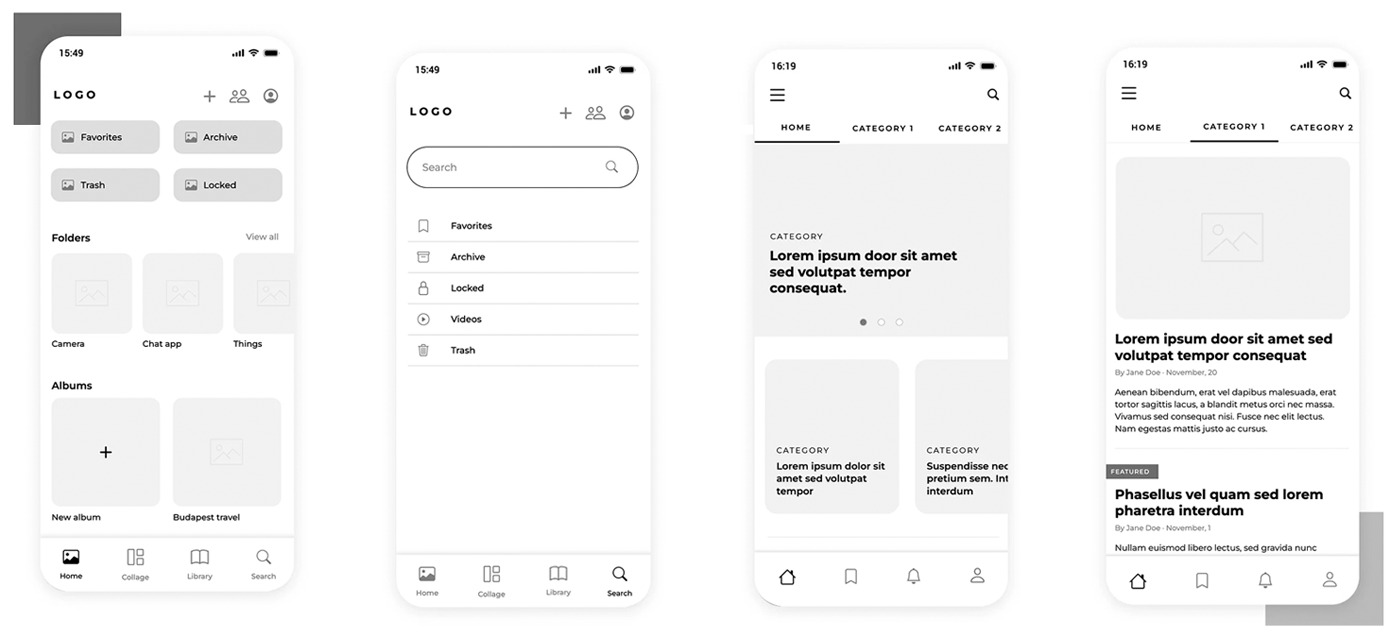 15:49
LOGO
Favorites
Archive
Trash
Locked
Folders
View all
Camera
Chat app
Things
Albums
New album
Budapest travel
Home
Collage
Library
Search
15:49
LOGO
Search
Favorites
Archive
Locked
Videos
Trash
Home
Collage
Library
Search
16:19
HOME
CATEGORY 1
CATEGORY 2
CATEGORY
Lorem ipsum door sit amet
sed volutpat tempor
consequat.
CATEGORY
Lorem ipsum dolor sit
amet sed volutpat
tempor
CATEGORY
Suspendisse nec
pretium sem. Int
interdum
16:19
HOME
CATEGORY 1
CATEGORY 2
Lorem ipsum door sit amet sed
volutpat tempor consequat
By Jane Doe · November, 20
Aenean bibendum, erat vel dapibus malesuada, erat
tortor sagittis lacus, a blandit metus orci nec massa.
Vivamus sed consequat nisi. Fusce nec elit lectus.
Nam egestas mattis justo ac cursus.
FEATURED
Phasellus vel quam sed lorem
pharetra interdum
By Jane Doe · November, 1
Nullam euismod libero lectus, sed gravida nunc